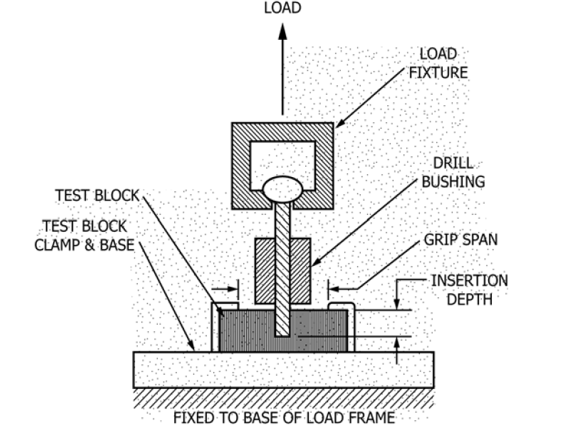 LOAD
LOAD
FIXTURE
DRILL
BUSHING
TEST BLOCK
TEST BLOCK
CLAMP & BASE
GRIP SPAN
INSERTION
DEPTH
FIXED TO BASE OF LOAD FRAME